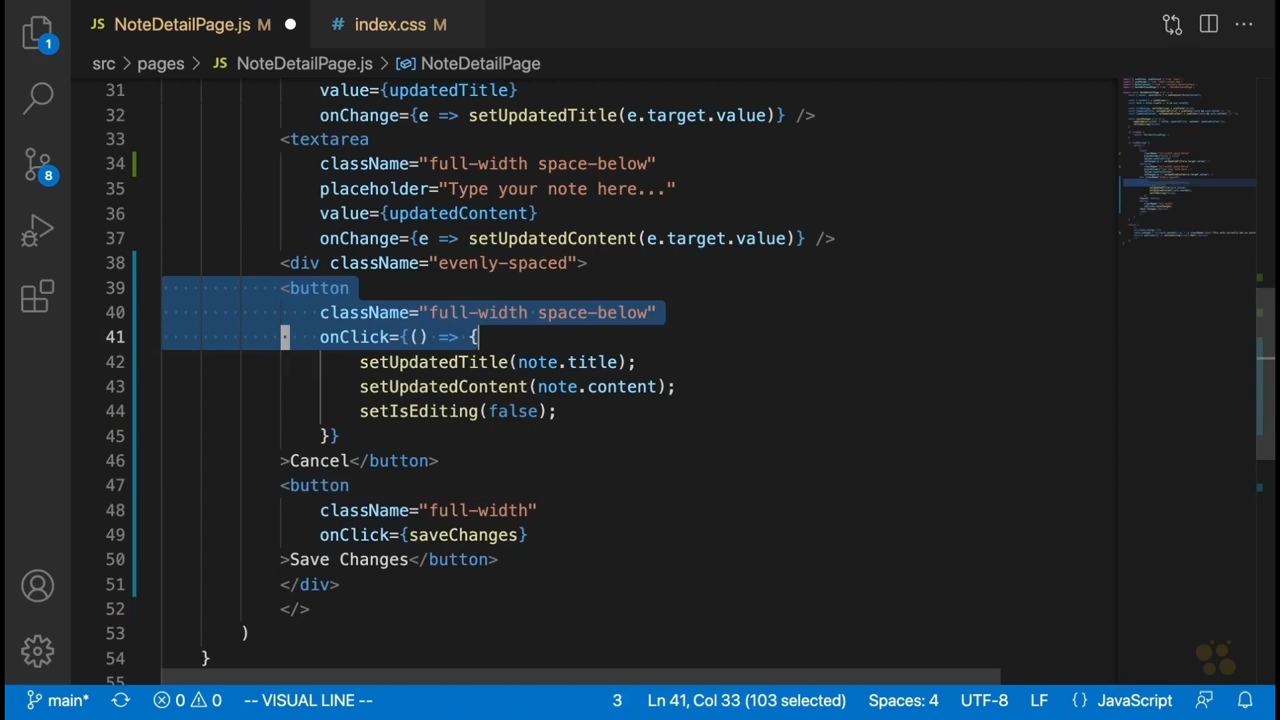 JS NoteDetailPage.js M
# index.css M
src > pages > JS NoteDetailPage.js > NoteDetailPage
1
8
31 value={updatedTitle}
32 onChange={e => setUpdatedTitle(e.target.value)} />
33 <textarea
34 className="full-width space-below"
35 placeholder="Type your note here..."
36 value={updatedContent}
37 onChange={e => setUpdatedContent(e.target.value)} />
38 <div className="evenly-spaced">
39 <button
40 className="full-width space-below"
41 onClick={() => {
42 setUpdatedTitle(note.title);
43 setUpdatedContent(note.content);
44 setIsEditing(false);
45 }}
46 >Cancel</button>
47 <button
48 className="full-width"
49 onClick={saveChanges}
50 >Save Changes</button>
51 </div>
52 </>
53 )
54 }
55
main* 0 0 -- VISUAL LINE -- 3 Ln 41, Col 33 (103 selected) Spaces: 4 UTF-8 LF {} JavaScript